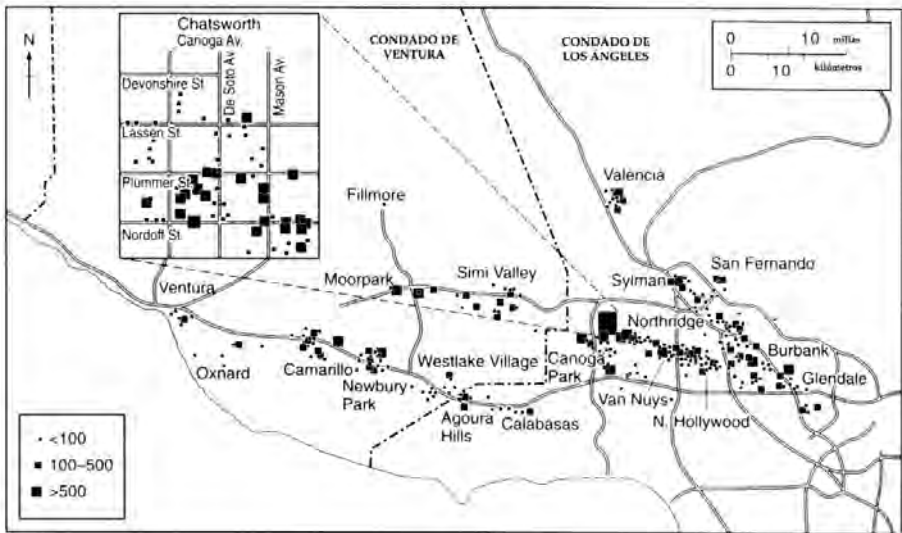 Chatsworth
Canoga Av.
De Soto Av
Mason Av.
Devonshire St.
Lassen St.
Plummer St.
Nordoff St.
N
CONDADO DE
VENTURA
CONDADO DE
LOS ÁNGELES
0 10 millas
0 10 kilómetros
Valencia
Fillmore
San Fernando
Sylman
Simi Valley
Moorpark
Ventura
Northridge
Burbank
Oxnard
Camarillo
Westlake Village
Canoga
Park
Glendale
Newbury
Park
Van Nuys
Agoura
Hills
Calabasas
N. Hollywood
<100
100–500
>500